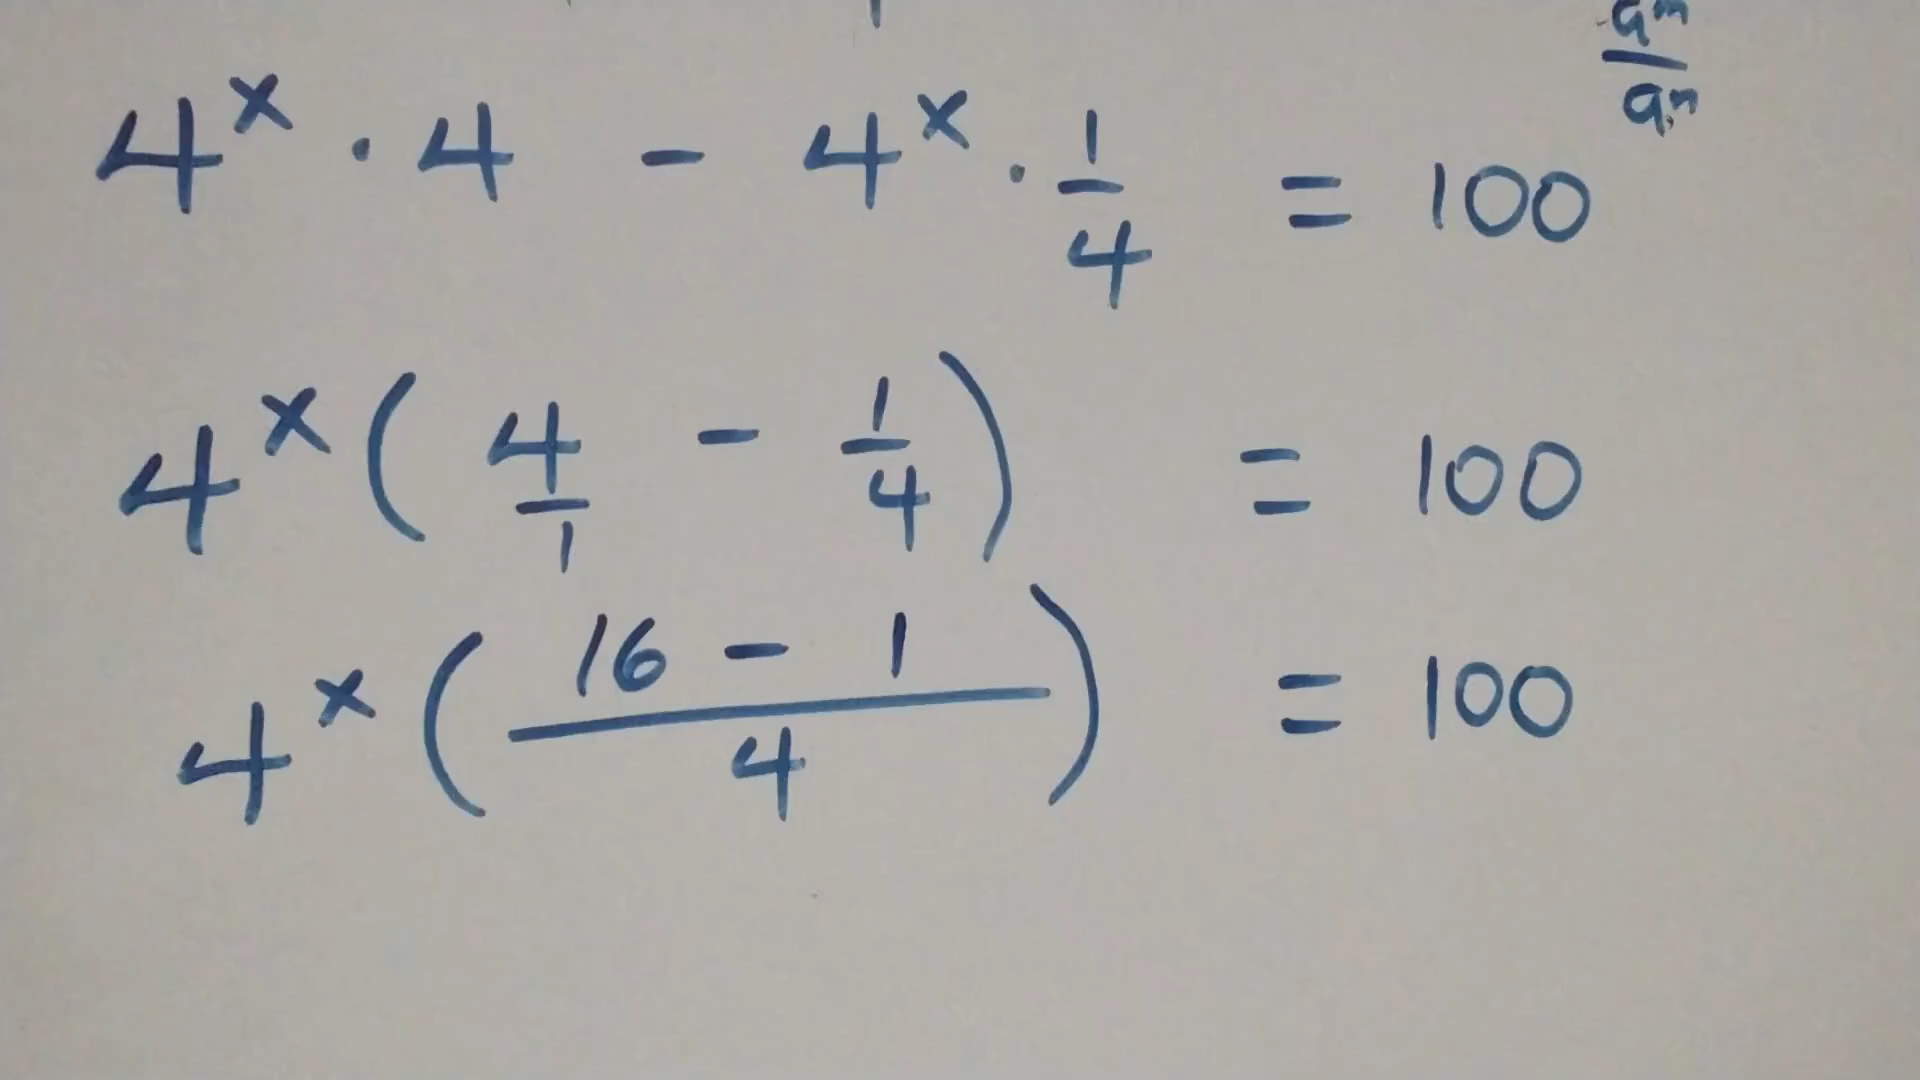 a^m/a^n
4^x · 4 - 4^x · 1/4 = 100
4^x (4/1 - 1/4) = 100
4^x (16 - 1/4) = 100